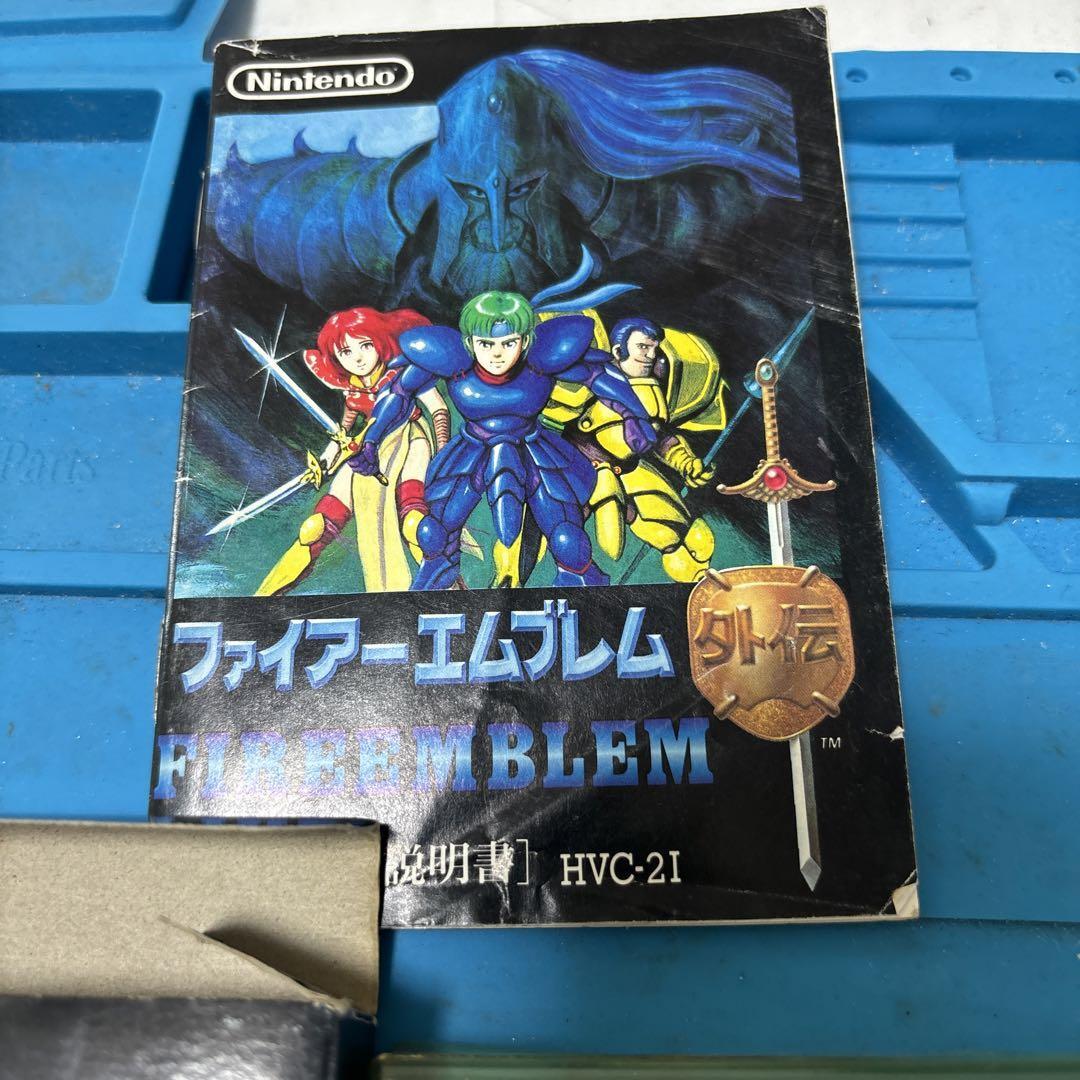 Nintendo
ファイアーエムブレム
外伝
FIREEMBLEM
TM
説明書] HVC-2I
Parts